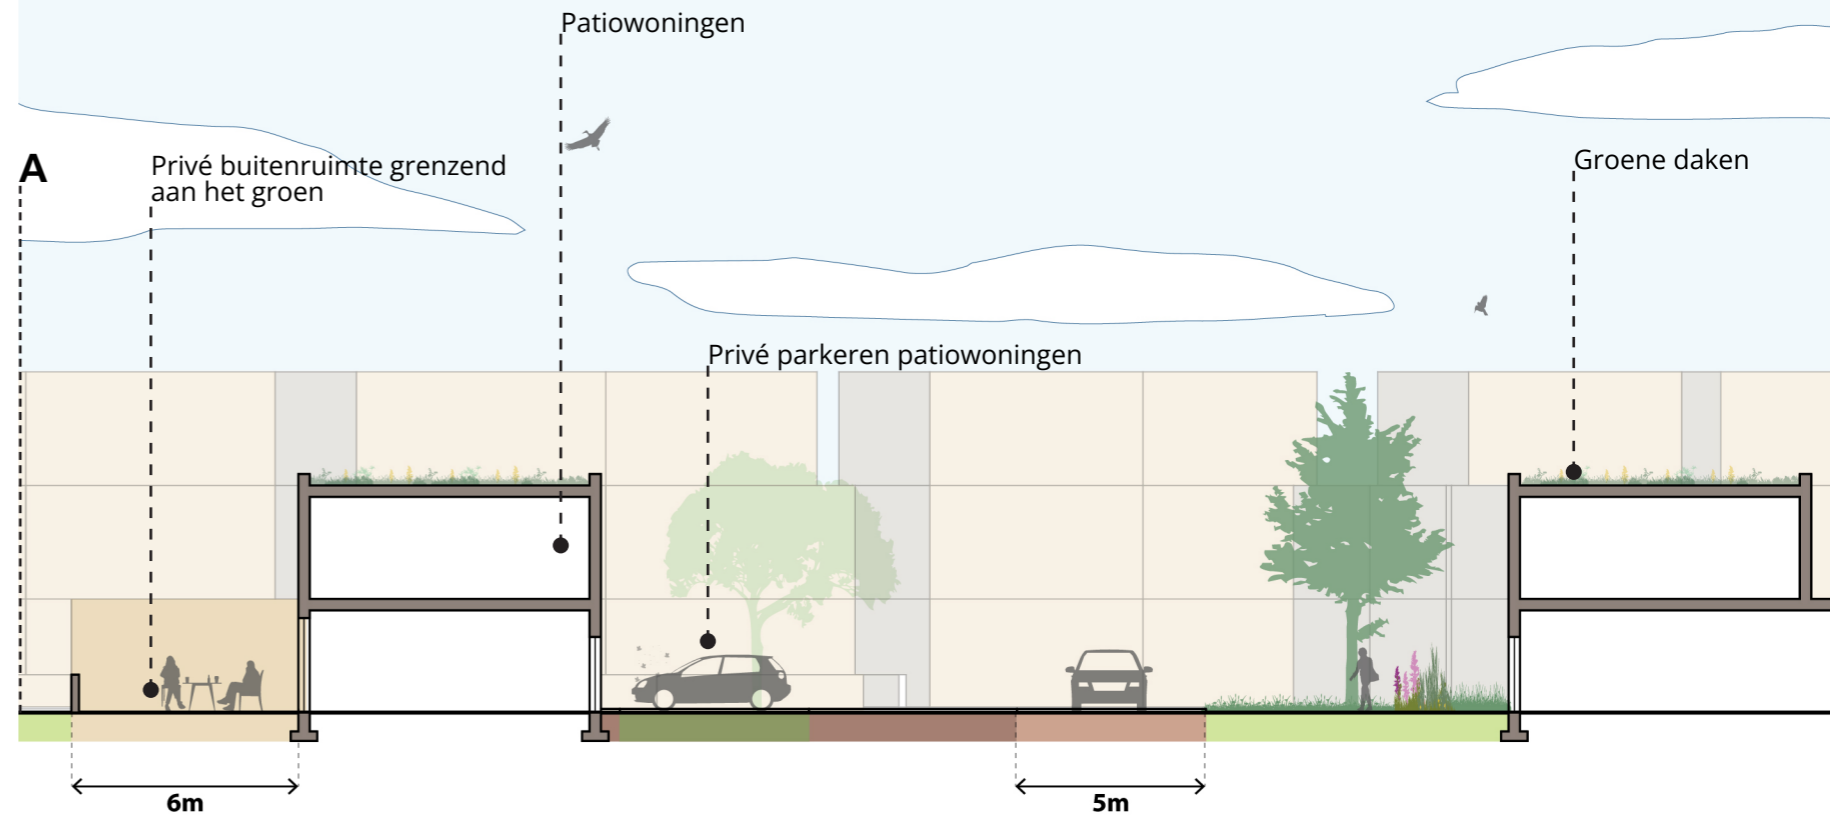 Patiowoningen
A
Privé buitenruimte grenzend
aan het groen
Groene daken
Privé parkeren patiowoningen
6m
5m